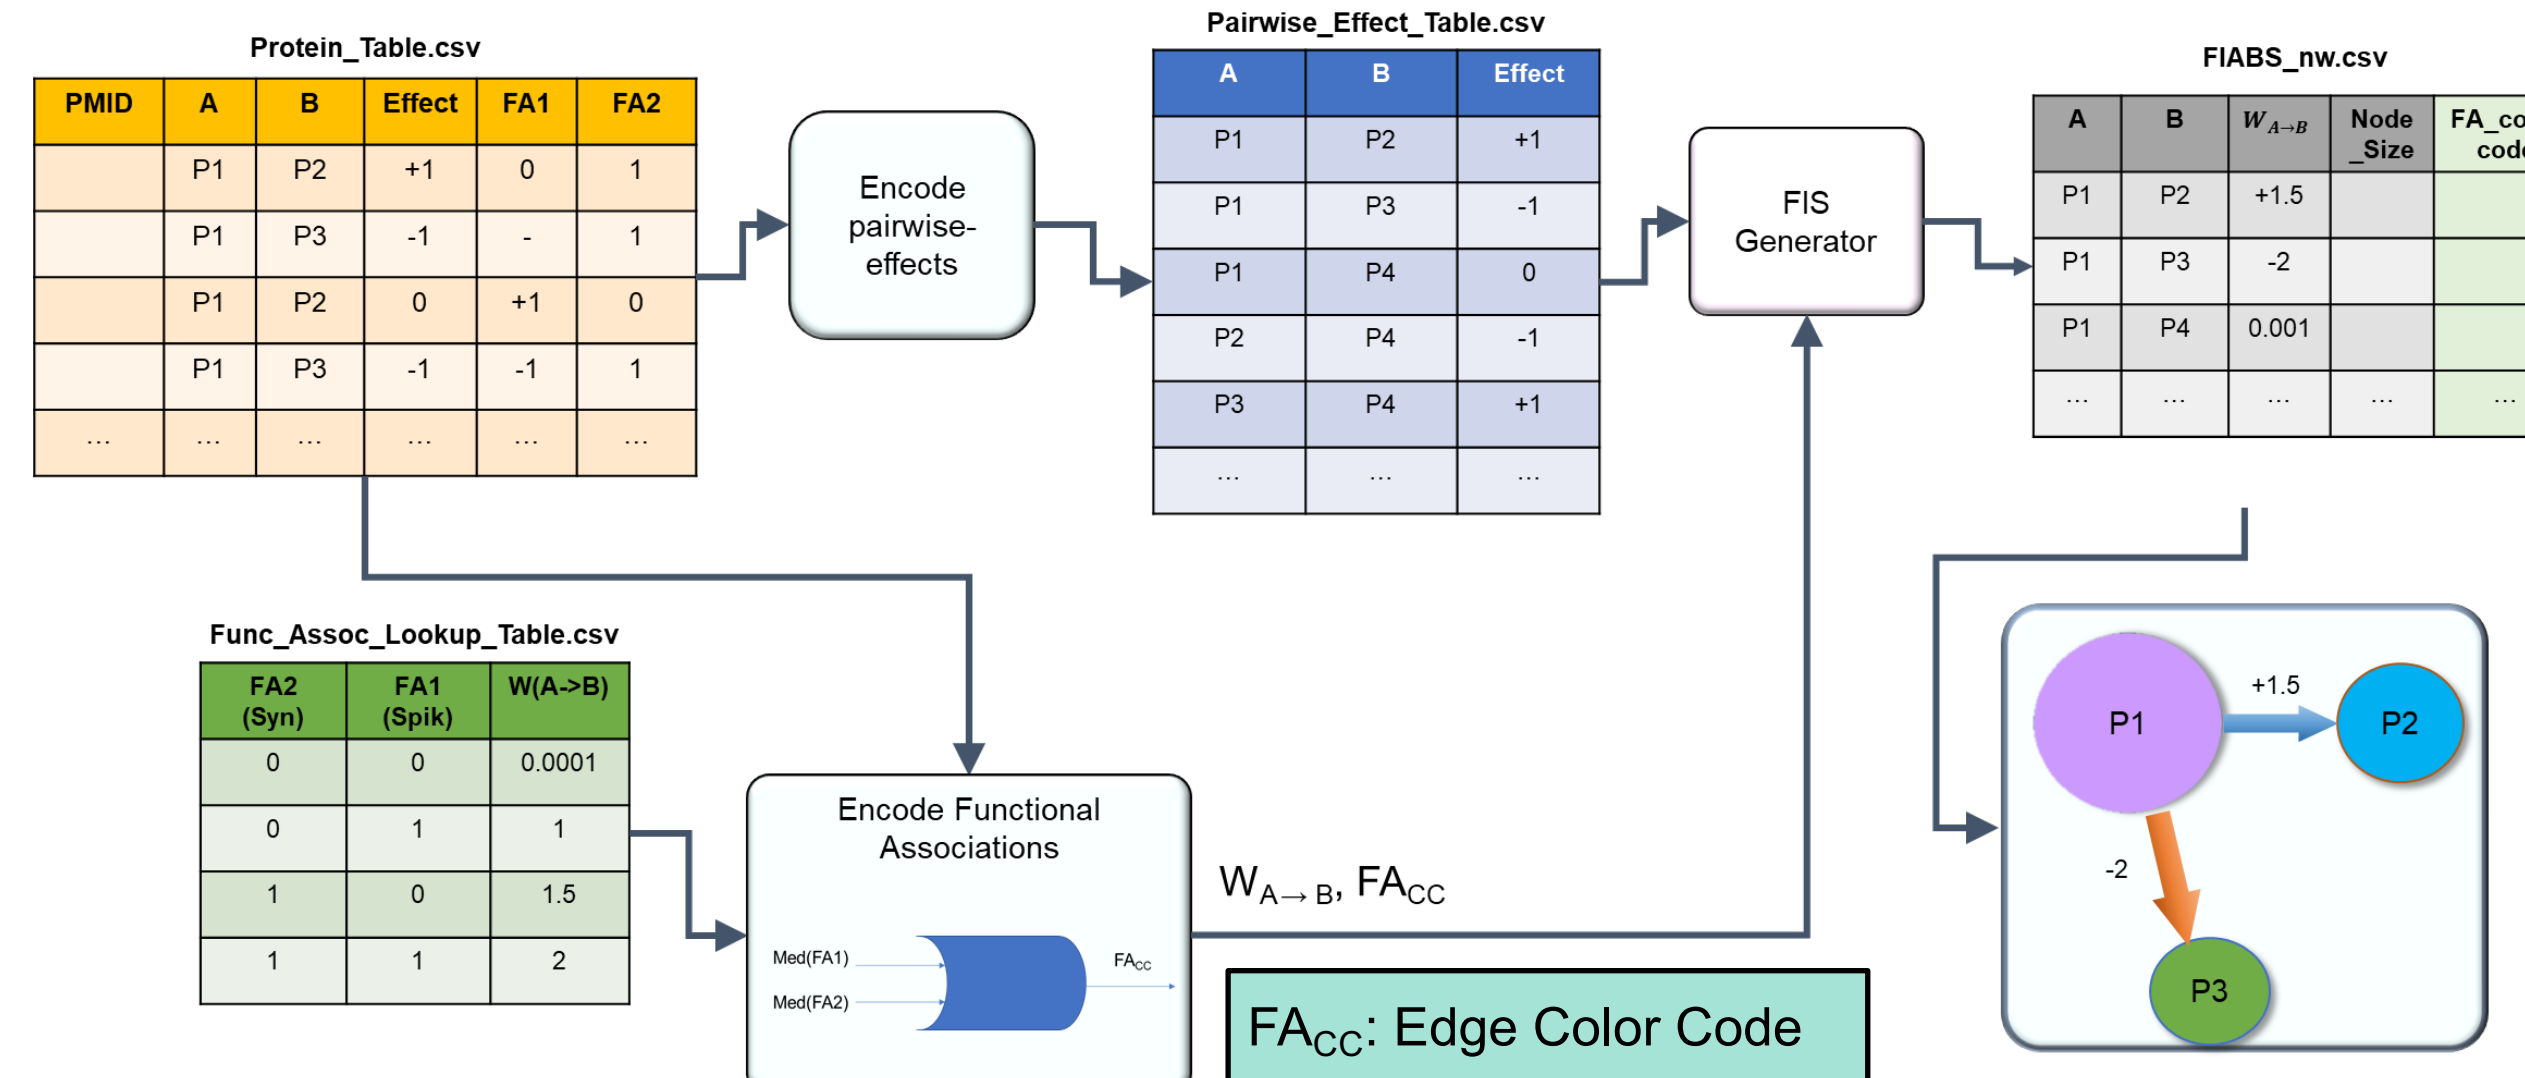 Protein_Table.csv
PMID A B Effect FA1 FA2
P1 P2 +1 0 1
P1 P3 -1 - 1
P1 P2 0 +1 0
P1 P3 -1 -1 1
... ... ... ... ... ...
Encode
pairwise-
effects
Pairwise_Effect_Table.csv
A B Effect
P1 P2 +1
P1 P3 -1
P1 P4 0
P2 P4 -1
P3 P4 +1
... ... ...
FIS
Generator
FIABS_nw.csv
A B W A→B Node
_Size
P1 P2 +1.5
P1 P3 -2
P1 P4 0.001
... ... ... ... ...
Func_Assoc_Lookup_Table.csv
FA2
(Syn)
FA1
(Spik)
W(A->B)
0 0 0.0001
0 1 1
1 0 1.5
1 1 2
Encode Functional
Associations
Med(FA1)
Med(FA2)
FACC
WA→B, FACC
FACC: Edge Color Code
P1
+1.5
P2
-2
P3